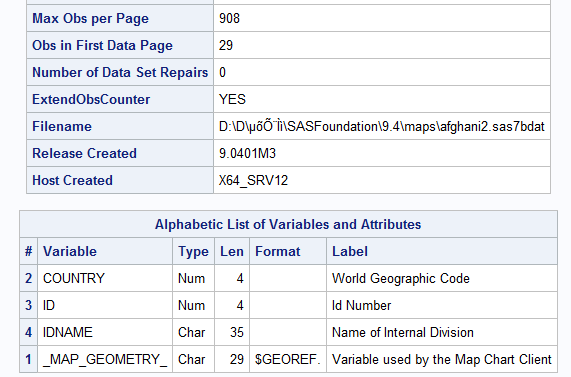 Max Obs per Page 908
Obs in First Data Page 29
Number of Data Set Repairs 0
ExtendObsCounter YES
Filename D:\D\µőÕ¨Ïì\SASFoundation\9.4\maps\afghani2.sas7bdat
Release Created 9.0401M3
Host Created X64_SRV12
Alphabetic List of Variables and Attributes
# Variable Type Len Format Label
2 COUNTRY Num 4 World Geographic Code
3 ID Num 4 Id Number
4 IDNAME Char 35 Name of Internal Division
1 _MAP_GEOMETRY_ Char 29 $GEOREF. Variable used by the Map Chart Client